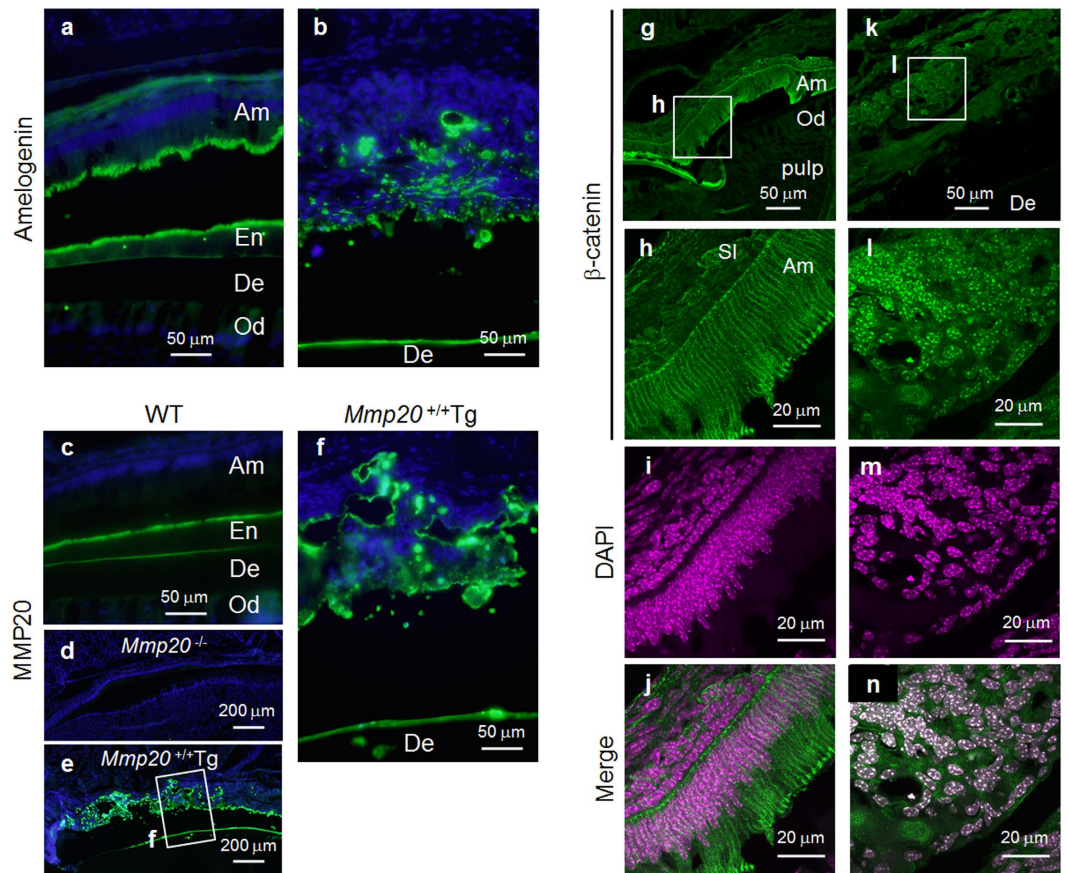 Amelogenin
a
Am
En
De
Od
50 μm
b
De
50 μm
WT
Mmp20 +/+Tg
MMP20
c
Am
En
De
Od
50 μm
d
Mmp20 -/-
200 μm
e
Mmp20 +/+Tg
f
200 μm
f
De
50 μm
β-catenin
g
h
Am
Od
pulp
50 μm
k
l
50 μm
De
h
Sl
Am
20 μm
l
20 μm
DAPI
i
20 μm
m
20 μm
Merge
j
20 μm
n
20 μm